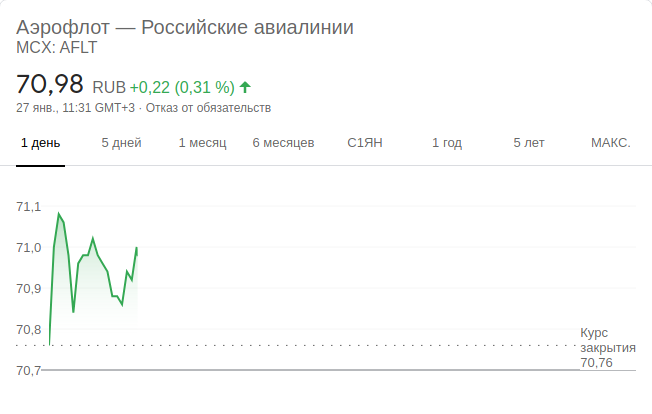 Аэрофлот — Российские авиалинии
MCX: AFLT
70,98 RUB +0,22 (0,31 %)
27 янв., 11:31 GMT+3 · Отказ от обязательств
1 день 5 дней 1 месяц 6 месяцев С1ЯН 1 год 5 лет МАКС.
71,1
71,0
70,9
70,8
Курс
закрытия
70,76
70,7